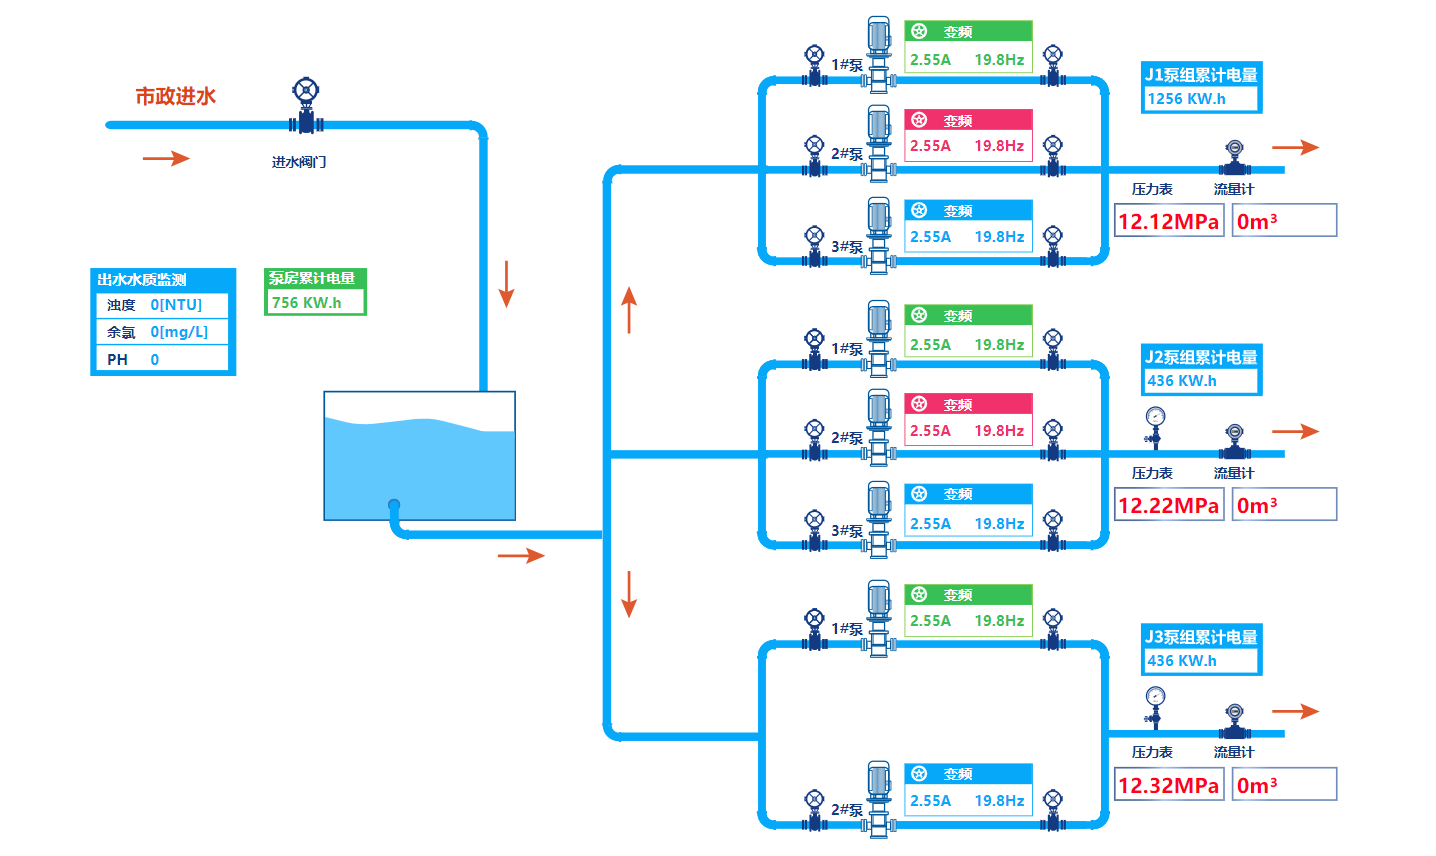 市政进水
进水阀门
出水水质监测
浊度 0[NTU]
余氯 0[mg/L]
PH 0
泵房累计电量
756 KW.h
1#泵
变频
2.55A 19.8Hz
2#泵
变频
2.55A 19.8Hz
3#泵
变频
2.55A 19.8Hz
J1泵组累计电量
1256 KW.h
压力表 流量计
12.12MPa 0m³
1#泵
变频
2.55A 19.8Hz
2#泵
变频
2.55A 19.8Hz
3#泵
变频
2.55A 19.8Hz
J2泵组累计电量
436 KW.h
压力表 流量计
12.22MPa 0m³
1#泵
变频
2.55A 19.8Hz
2#泵
变频
2.55A 19.8Hz
J3泵组累计电量
436 KW.h
压力表 流量计
12.32MPa 0m³